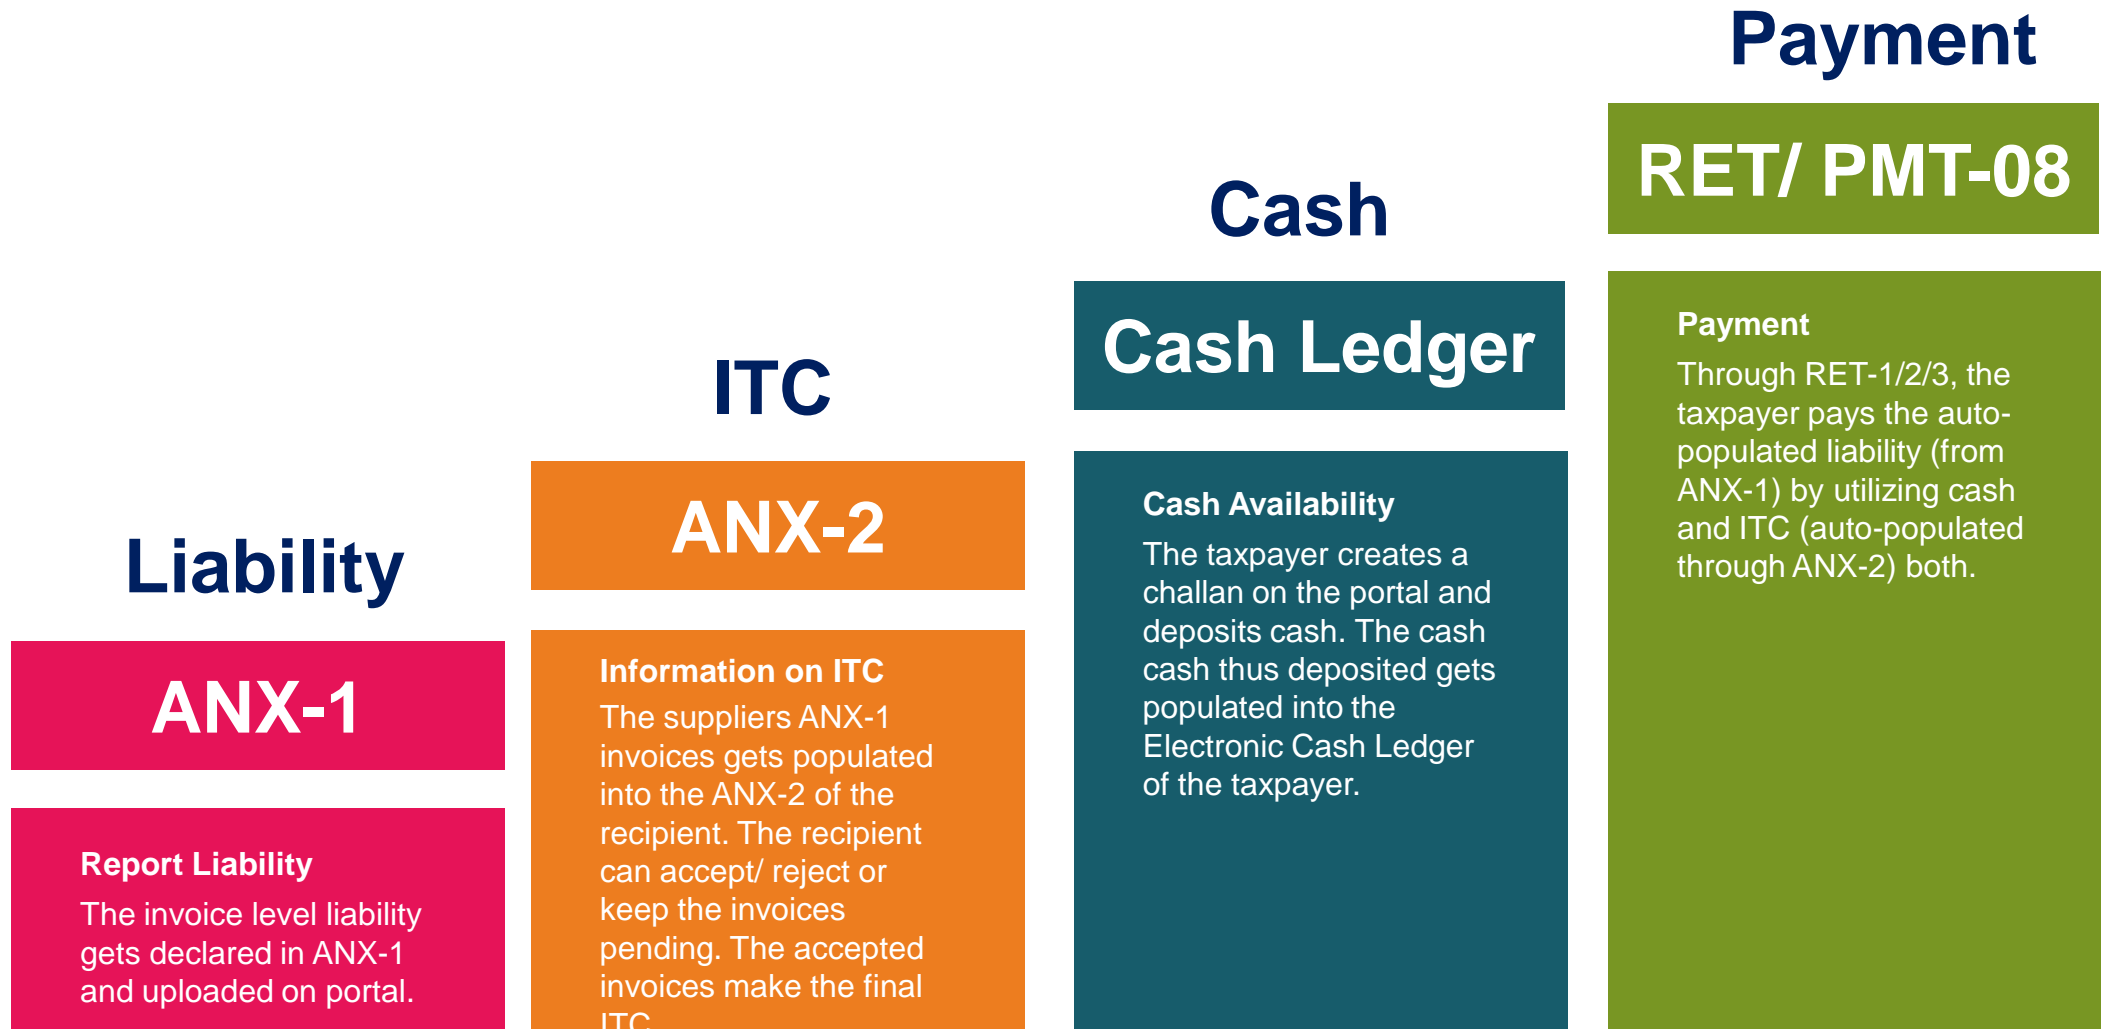 Liability
ANX-1
Report Liability
The invoice level liability
gets declared in ANX-1
and uploaded on portal.
ITC
ANX-2
Information on ITC
The suppliers ANX-1
invoices gets populated
into the ANX-2 of the
recipient. The recipient
can accept/ reject or
keep the invoices
pending. The accepted
invoices make the final
ITC
Cash
Cash Ledger
Cash Availability
The taxpayer creates a
challan on the portal and
deposits cash. The cash
cash thus deposited gets
populated into the
Electronic Cash Ledger
of the taxpayer.
Payment
RET/ PMT-08
Payment
Through RET-1/2/3, the
taxpayer pays the auto-
populated liability (from
ANX-1) by utilizing cash
and ITC (auto-populated
through ANX-2) both.